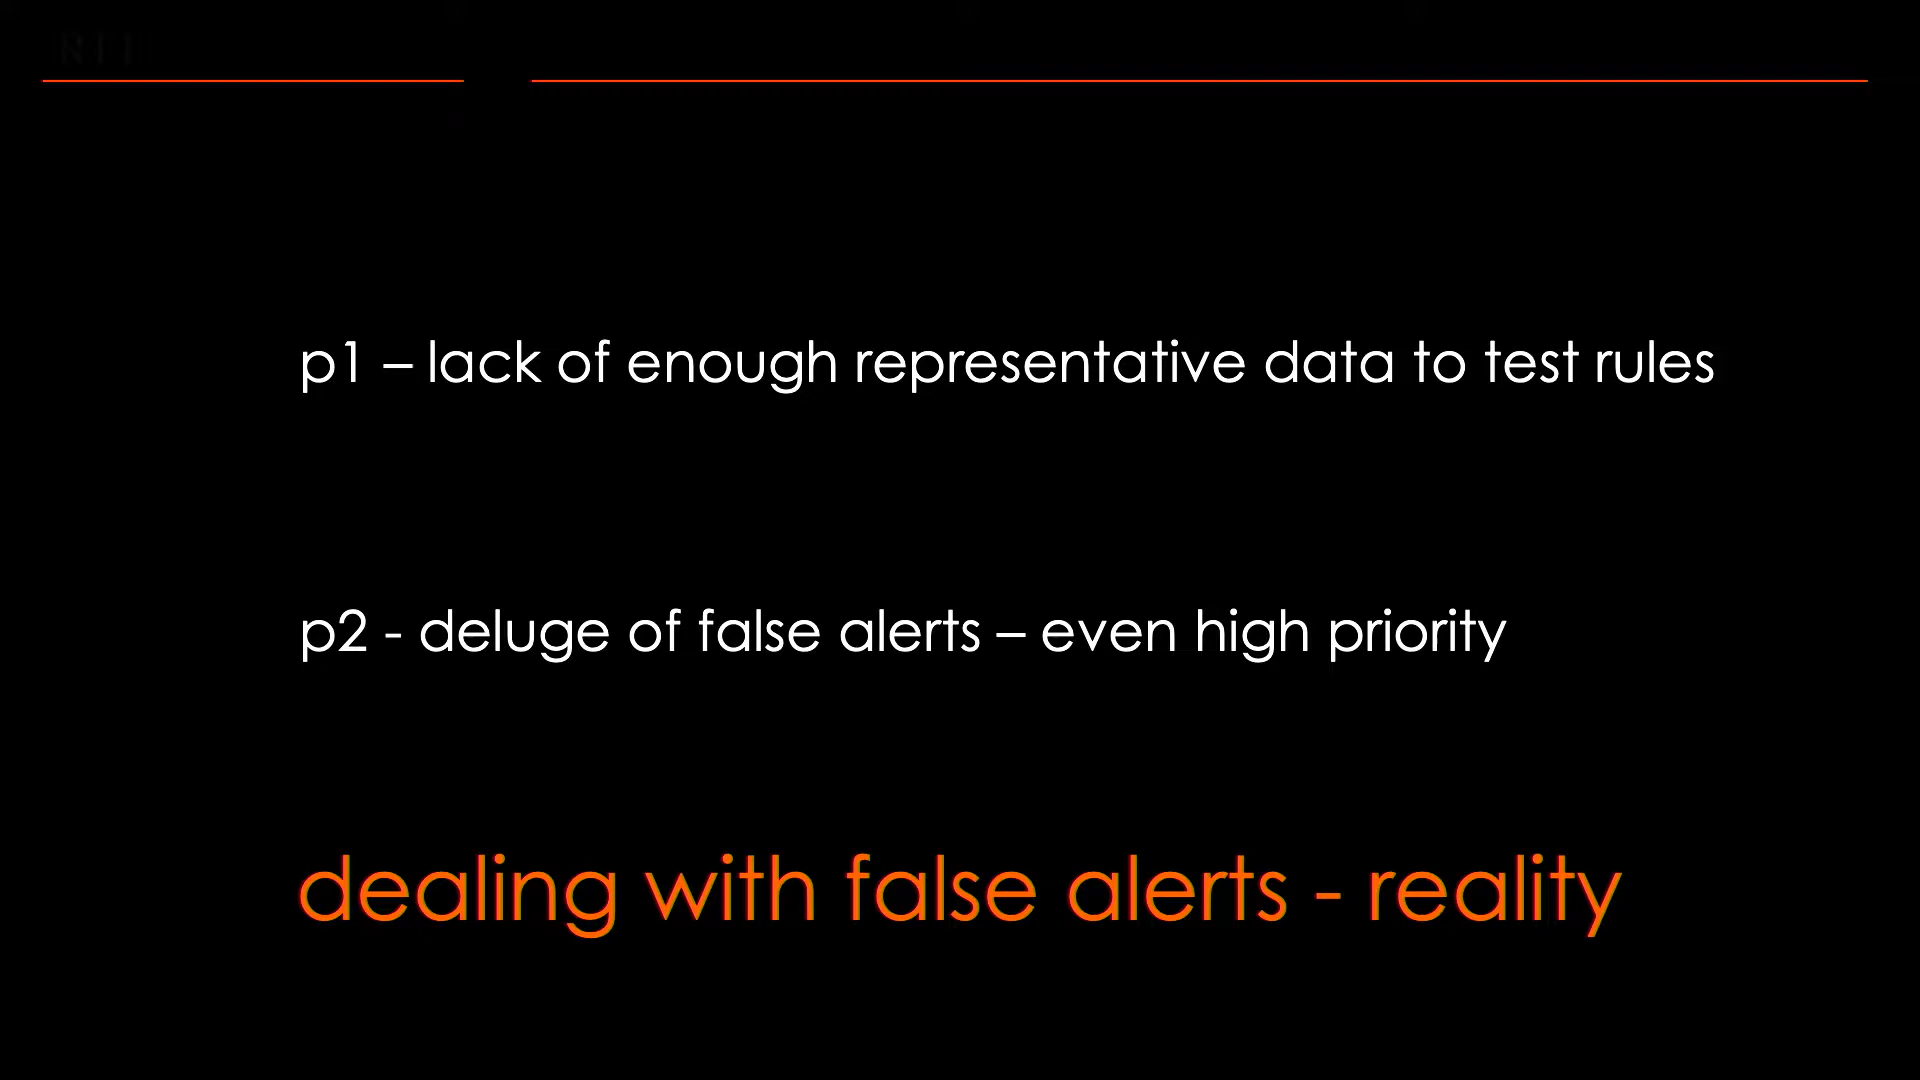 p1 – lack of enough representative data to test rules
p2 - deluge of false alerts – even high priority
dealing with false alerts - reality